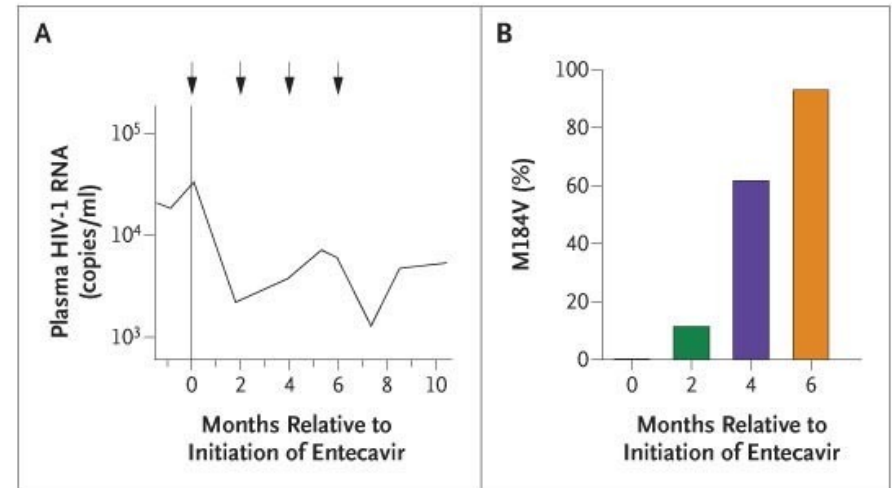 A
Plasma HIV-1 RNA
(copies/ml)
10⁵
10⁴
10³
0 2 4 6 8 10
Months Relative to
Initiation of Entecavir
B
M184V (%)
100
80
60
40
20
0
0 2 4 6
Months Relative to
Initiation of Entecavir